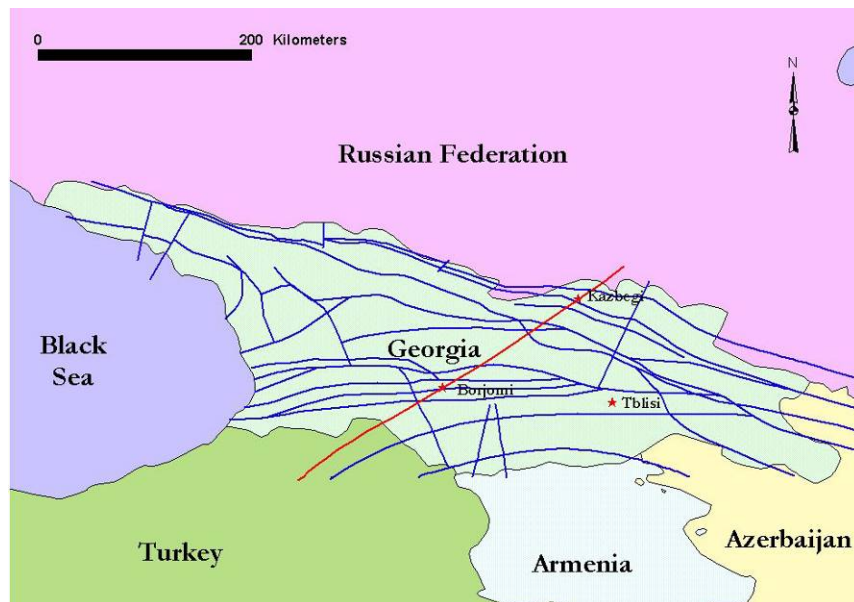 0 200 Kilometers
N
Russian Federation
Kazbegi
Black
Sea
Georgia
Borjomi
Tblisi
Turkey
Armenia
Azerbaijan